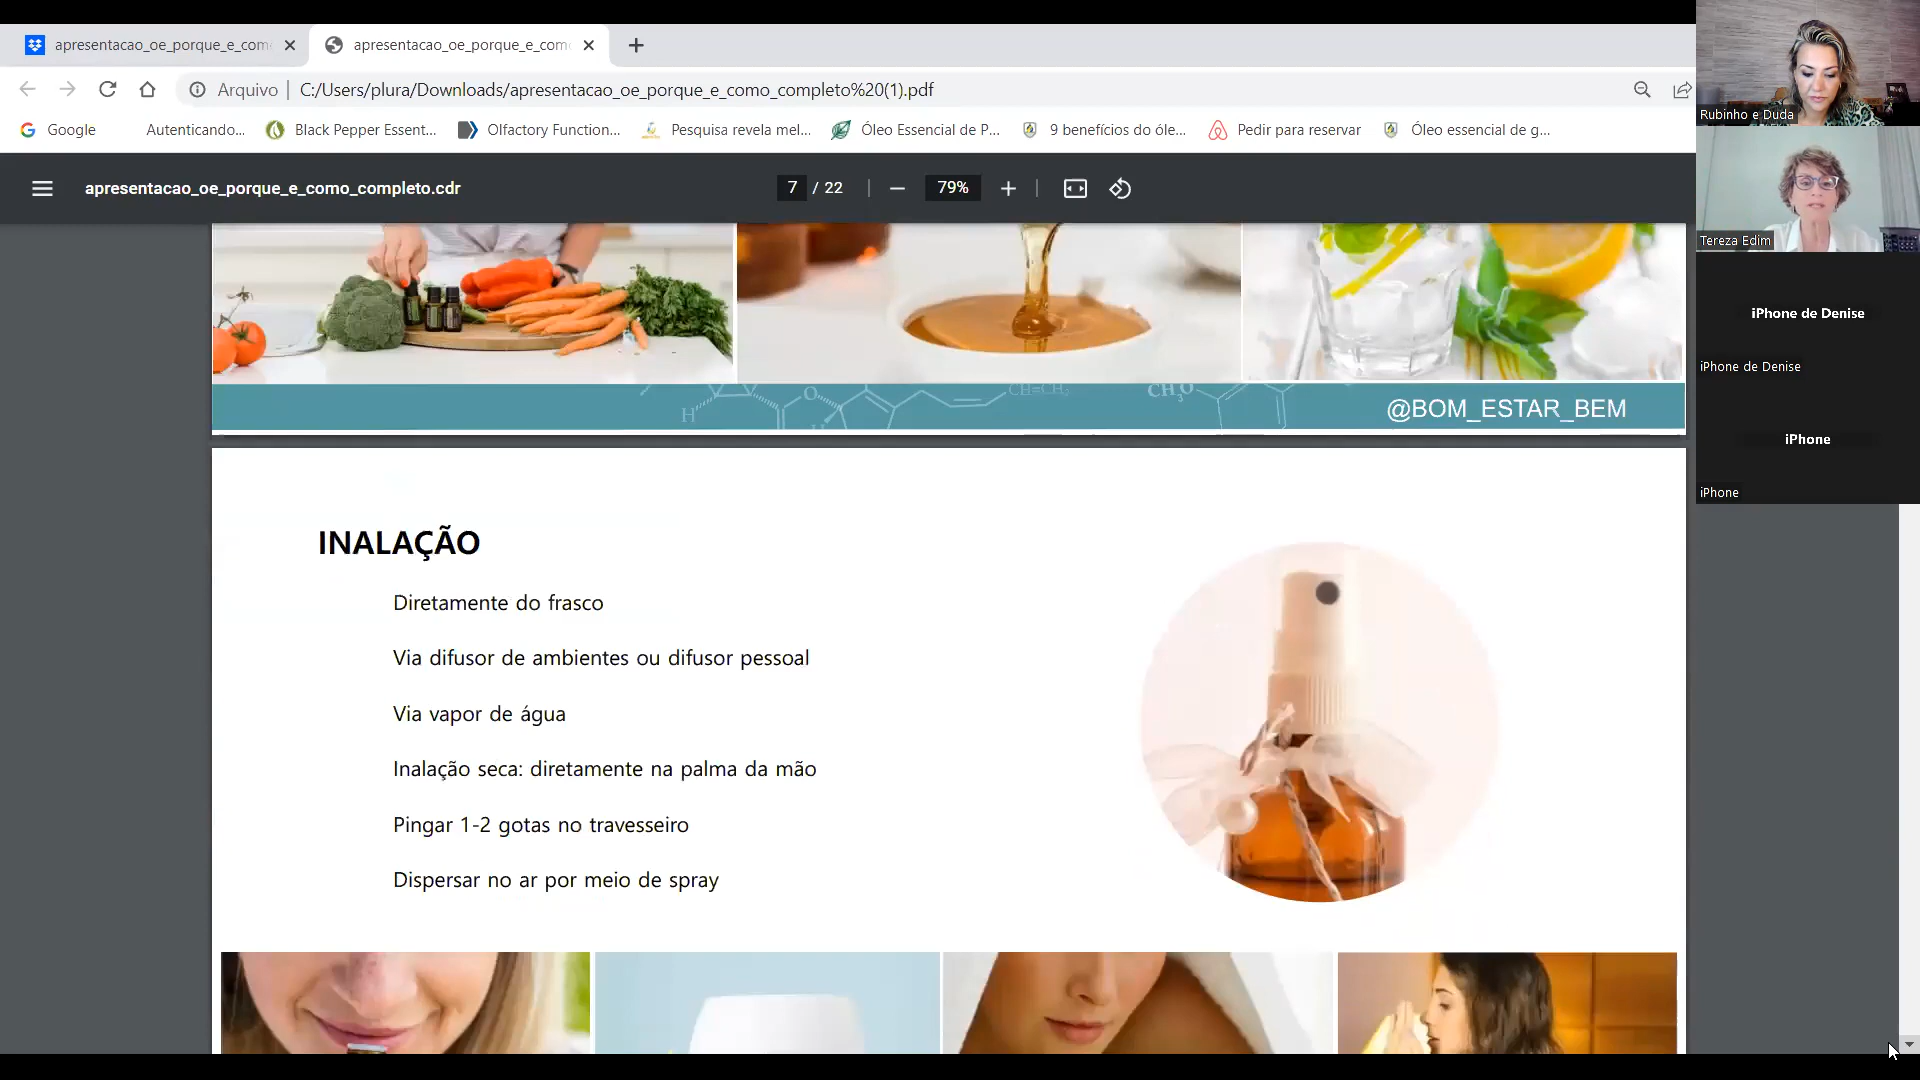 apresentacao_oe_porque_e_com
apresentacao_oe_porque_e_com
Arquivo
C:/Users/plura/Downloads/apresentacao_oe_porque_e_como_completo%20(1).pdf
Google
Autenticando...
Black Pepper Essent...
Olfactory Function...
Pesquisa revela mel...
Óleo Essencial de P...
9 benefícios do óle...
Pedir para reservar
Óleo essencial de g...
apresentacao_oe_porque_e_como_completo.cdr
7 / 22
79%
Rubinho e Duda
Tereza Edim
iPhone de Denise
iPhone de Denise
iPhone
iPhone
H
O
CH=CH₂
CH₃O
@BOM_ESTAR_BEM
INALAÇÃO
Diretamente do frasco
Via difusor de ambientes ou difusor pessoal
Via vapor de água
Inalação seca: diretamente na palma da mão
Pingar 1-2 gotas no travesseiro
Dispersar no ar por meio de spray